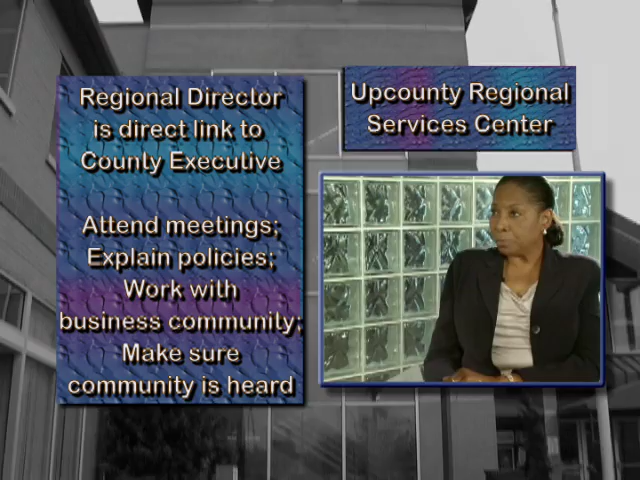 Regional Director
is direct link to
County Executive
Attend meetings;
Explain policies;
Work with
business community;
Make sure
community is heard
Upcounty Regional
Services Center